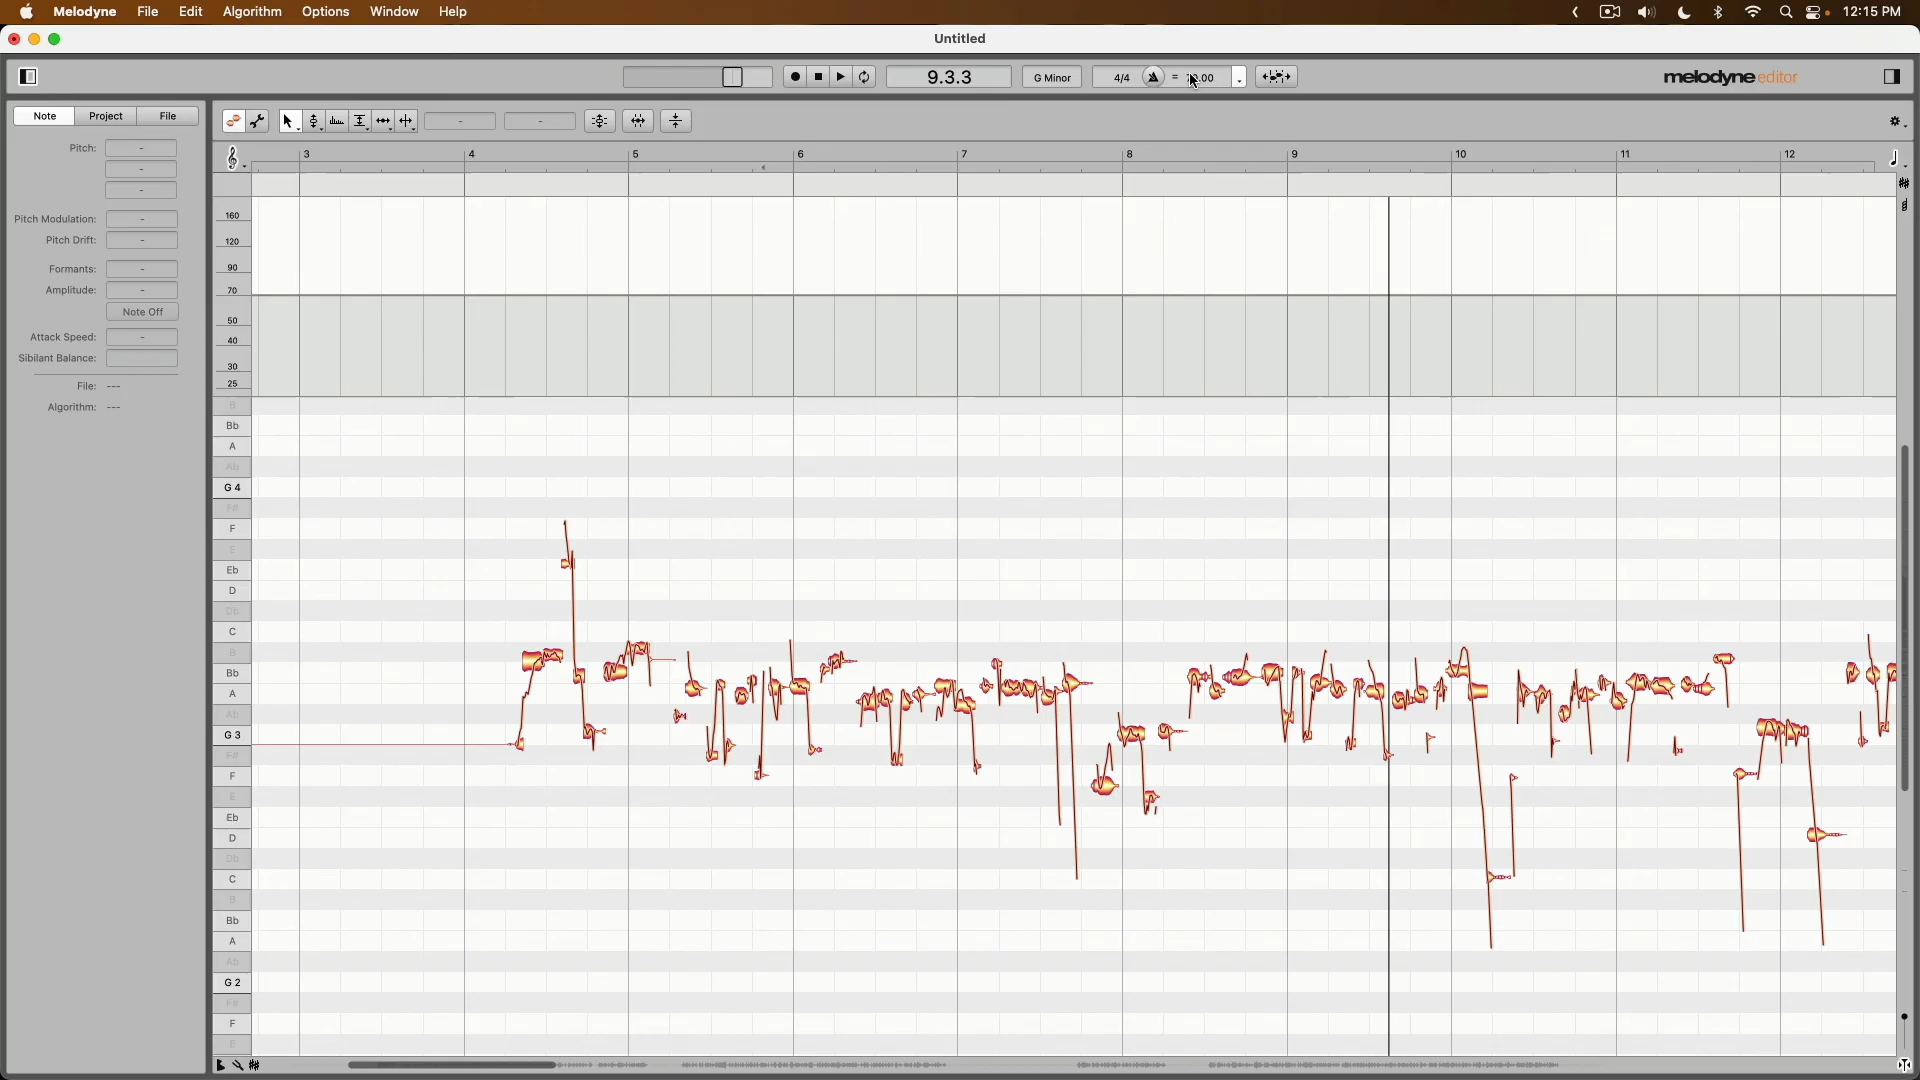 Melodyne File Edit Algorithm Options Window Help 12:15 PM
Untitled
9.3.3 G Minor 4/4 = melodyne editor
Note Project File
Pitch: -
-
-
Pitch Modulation: -
Pitch Drift: -
Formants: -
Amplitude: -
Note Off
Attack Speed: -
Sibilant Balance:
File: ---
Algorithm: ---
- -
3 4 5 6 7 8 9 10 11 12
160
120
90
70
50
40
30
25
B
Bb
A
Ab
G 4
F#
F
E
Eb
D
Db
C
B
Bb
A
Ab
G 3
F#
F
E
Eb
D
Db
C
B
Bb
A
Ab
G 2
F#
F
E